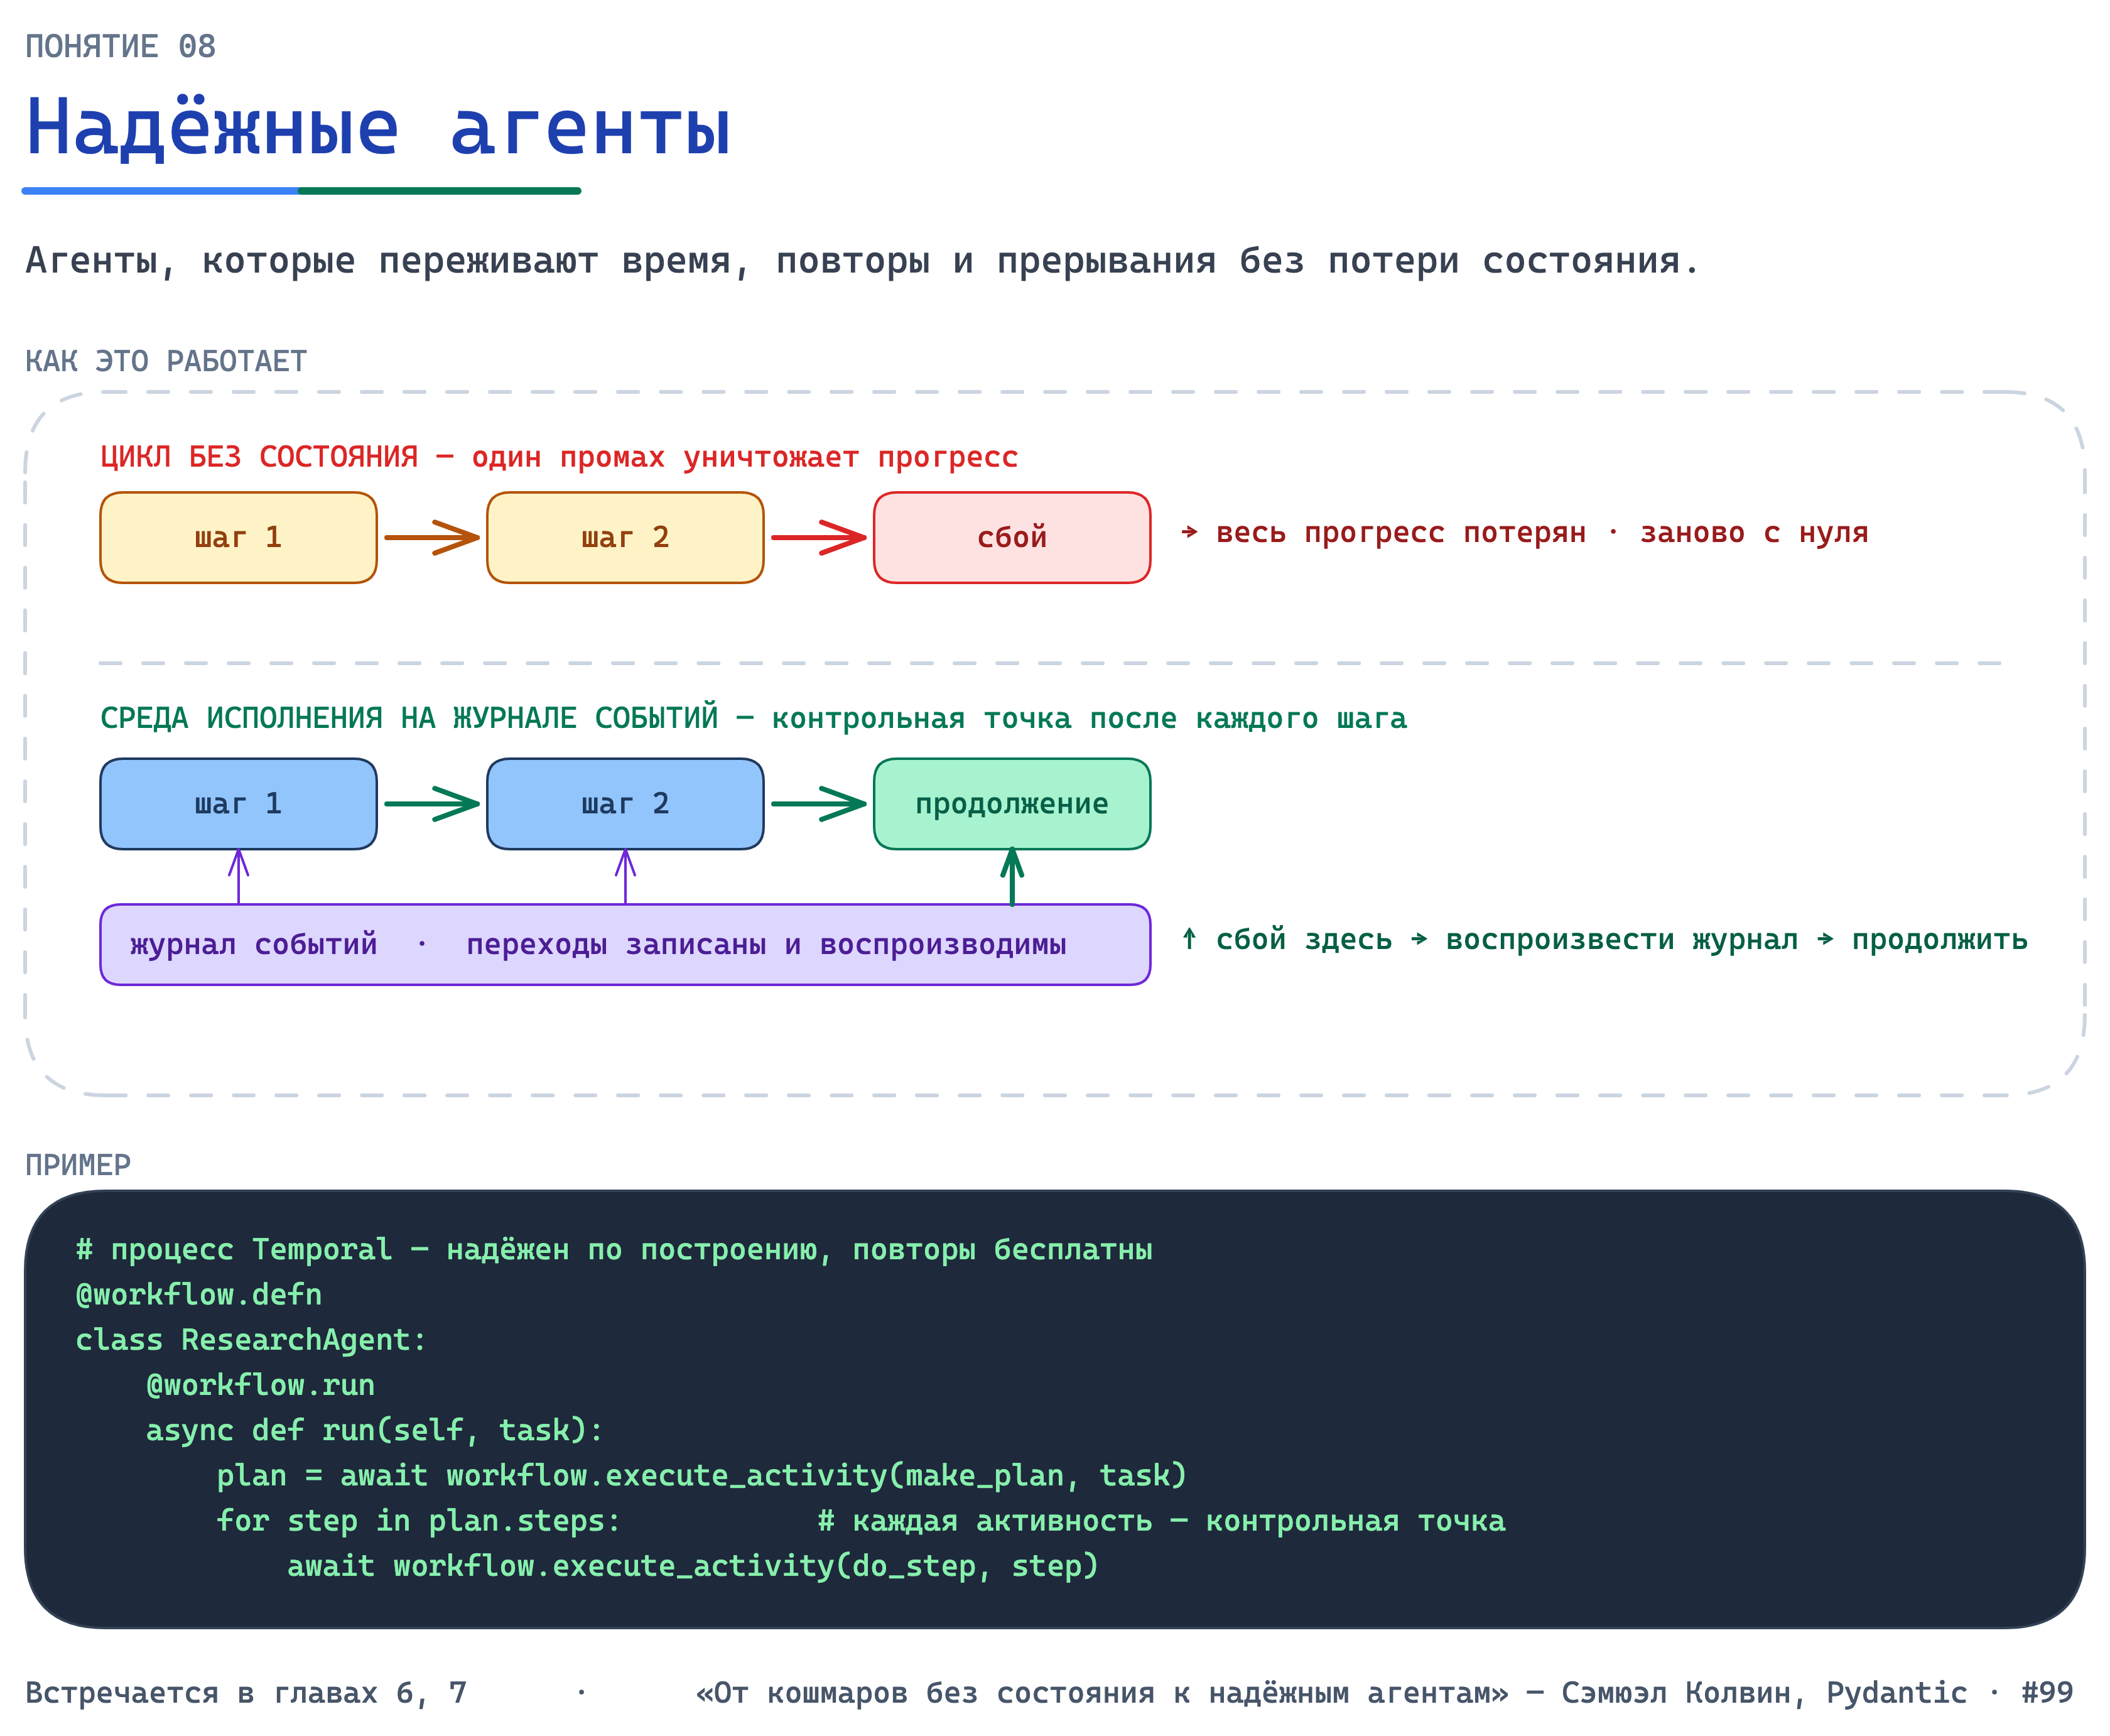 ПОНЯТИЕ 08
Надёжные агенты
Агенты, которые переживают время, повторы и прерывания без потери состояния.
КАК ЭТО РАБОТАЕТ
ЦИКЛ БЕЗ СОСТОЯНИЯ — один промах уничтожает прогресс
шаг 1
шаг 2
сбой
→ весь прогресс потерян · заново с нуля
СРЕДА ИСПОЛНЕНИЯ НА ЖУРНАЛЕ СОБЫТИЙ — контрольная точка после каждого шага
шаг 1
шаг 2
продолжение
журнал событий · переходы записаны и воспроизводимы
↑ сбой здесь → воспроизвести журнал → продолжить
ПРИМЕР
# процесс Temporal — надёжен по построению, повторы бесплатны
@workflow.defn
class ResearchAgent:
    @workflow.run
    async def run(self, task):
        plan = await workflow.execute_activity(make_plan, task)
        for step in plan.steps:           # каждая активность — контрольная точка
            await workflow.execute_activity(do_step, step)
Встречается в главах 6, 7 · «От кошмаров без состояния к надёжным агентам» — Сэмюэл Колвин, Pydantic · #99